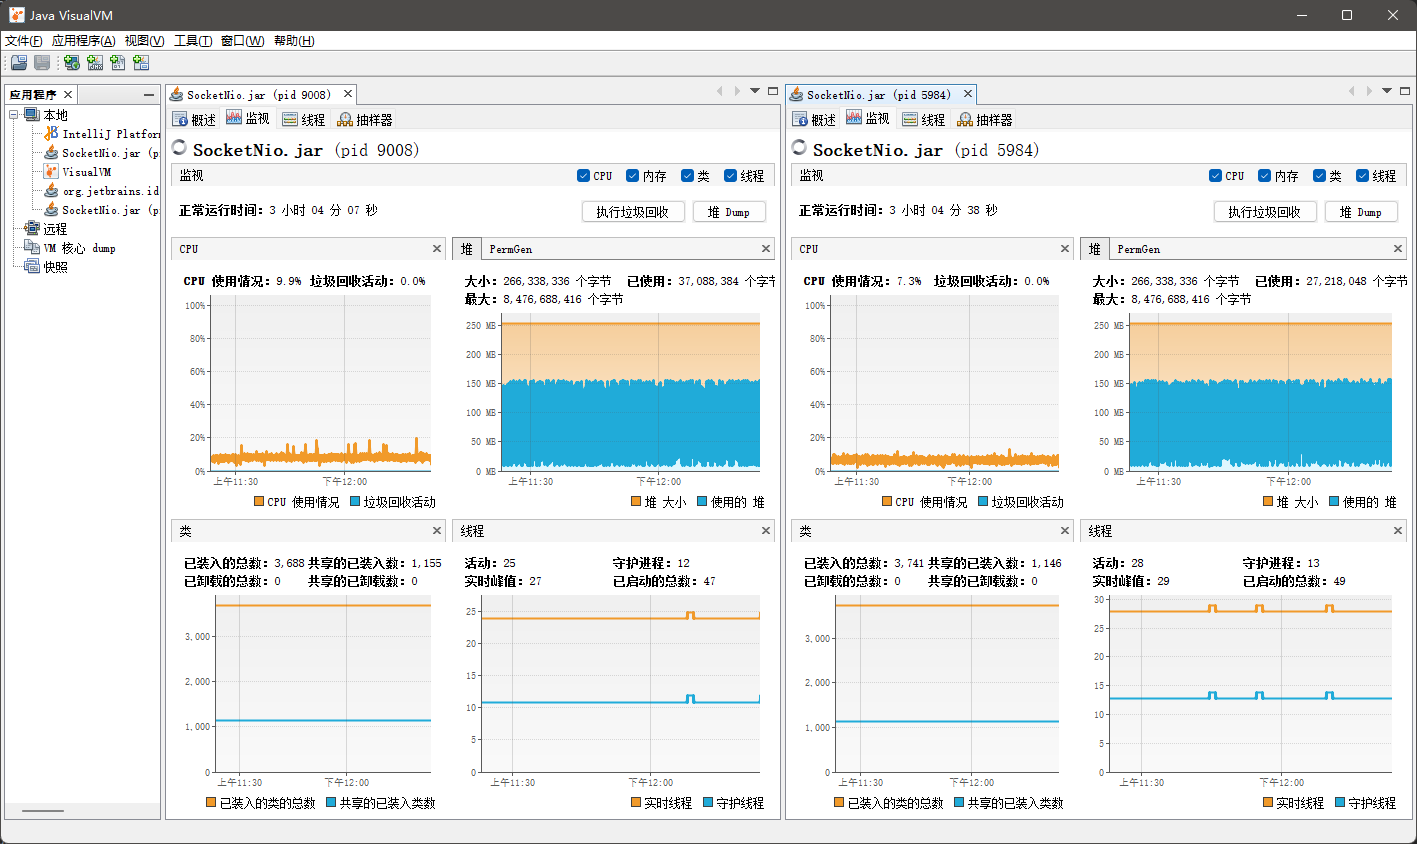 Java VisualVM
文件(F) 应用程序(A) 视图(V) 工具(T) 窗口(W) 帮助(H)
应用程序
本地
IntelliJ Platfor
SocketNio.jar (p
VisualVM
org.jetbrains.id
SocketNio.jar (p
远程
VM 核心 dump
快照
SocketNio.jar (pid 9008)
概述 监视 线程 抽样器
SocketNio.jar (pid 9008)
监视 CPU 内存 类 线程
正常运行时间: 3 小时 04 分 07 秒 执行垃圾回收 堆 Dump
CPU
CPU 使用情况: 9.9% 垃圾回收活动: 0.0%
100%
80%
60%
40%
20%
0%
上午11:30 下午12:00
CPU 使用情况 垃圾回收活动
堆 PermGen
大小: 266,338,336 个字节 已使用: 37,088,384 个字节
最大: 8,476,688,416 个字节
250 MB
200 MB
150 MB
100 MB
50 MB
0 MB
上午11:30 下午12:00
堆 大小 使用的 堆
类
已装入的总数: 3,688 共享的已装入数: 1,155
已卸载的总数: 0 共享的已卸载数: 0
3,000
2,000
1,000
0
上午11:30 下午12:00
已装入的类的总数 共享的已装入类数
线程
活动: 25 守护进程: 12
实时峰值: 27 已启动的总数: 47
25
20
15
10
5
0
上午11:30 下午12:00
实时线程 守护线程
SocketNio.jar (pid 5984)
概述 监视 线程 抽样器
SocketNio.jar (pid 5984)
监视 CPU 内存 类 线程
正常运行时间: 3 小时 04 分 38 秒 执行垃圾回收 堆 Dump
CPU
CPU 使用情况: 7.3% 垃圾回收活动: 0.0%
100%
80%
60%
40%
20%
0%
上午11:30 下午12:00
CPU 使用情况 垃圾回收活动
堆 PermGen
大小: 266,338,336 个字节 已使用: 27,218,048 个字节
最大: 8,476,688,416 个字节
250 MB
200 MB
150 MB
100 MB
50 MB
0 MB
上午11:30 下午12:00
堆 大小 使用的 堆
类
已装入的总数: 3,741 共享的已装入数: 1,146
已卸载的总数: 0 共享的已卸载数: 0
3,000
2,000
1,000
0
上午11:30 下午12:00
已装入的类的总数 共享的已装入类数
线程
活动: 28 守护进程: 13
实时峰值: 29 已启动的总数: 49
30
25
20
15
10
5
0
上午11:30 下午12:00
实时线程 守护线程